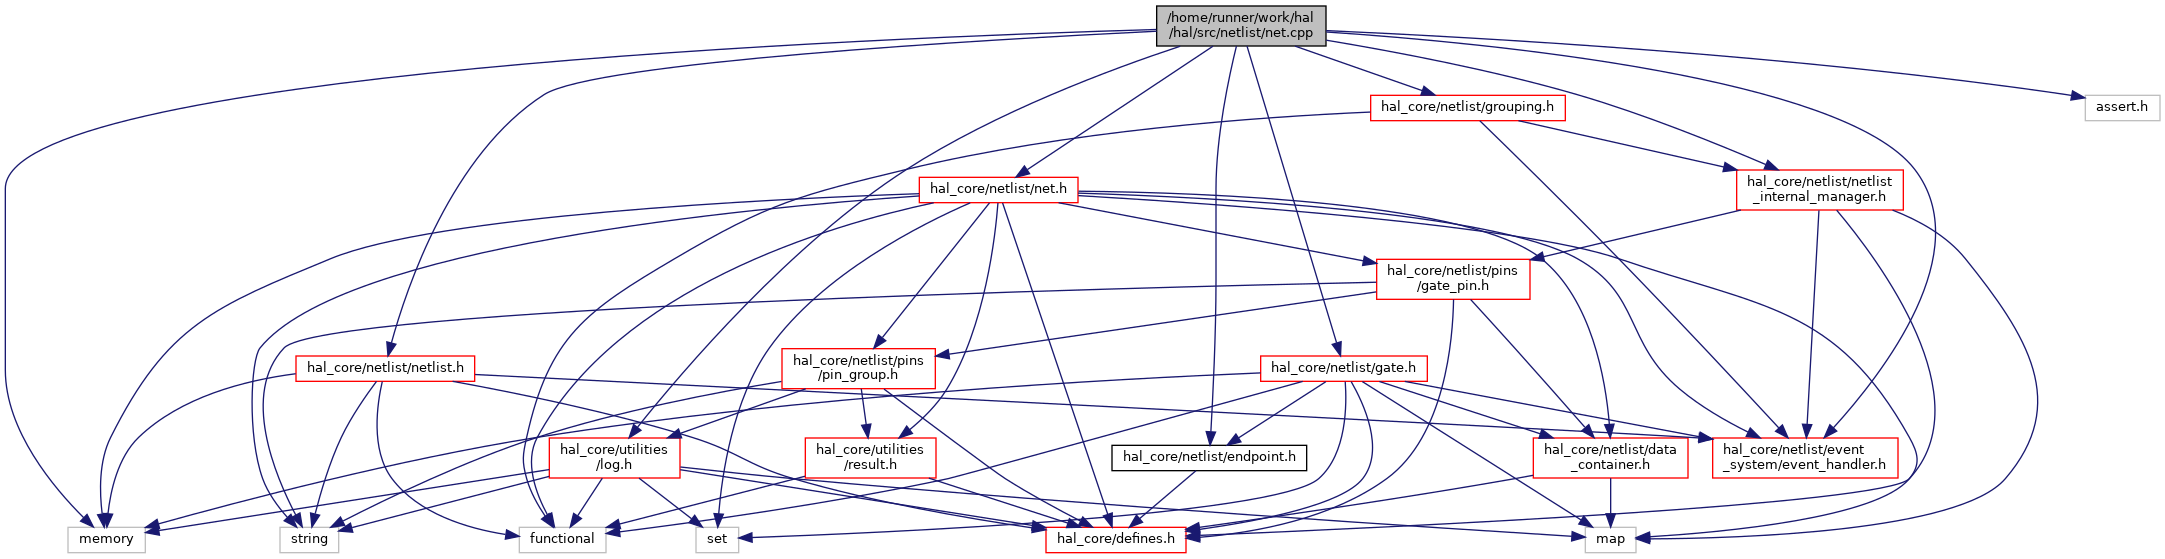 /home/runner/work/hal
/hal/src/netlist/net.cpp
hal_core/netlist/grouping.h
assert.h
hal_core/netlist/net.h
hal_core/netlist/netlist
_internal_manager.h
hal_core/netlist/pins
/gate_pin.h
hal_core/netlist/netlist.h
hal_core/netlist/pins
/pin_group.h
hal_core/netlist/gate.h
hal_core/utilities
/log.h
hal_core/utilities
/result.h
hal_core/netlist/endpoint.h
hal_core/netlist/data
_container.h
hal_core/netlist/event
_system/event_handler.h
memory
string
functional
set
hal_core/defines.h
map